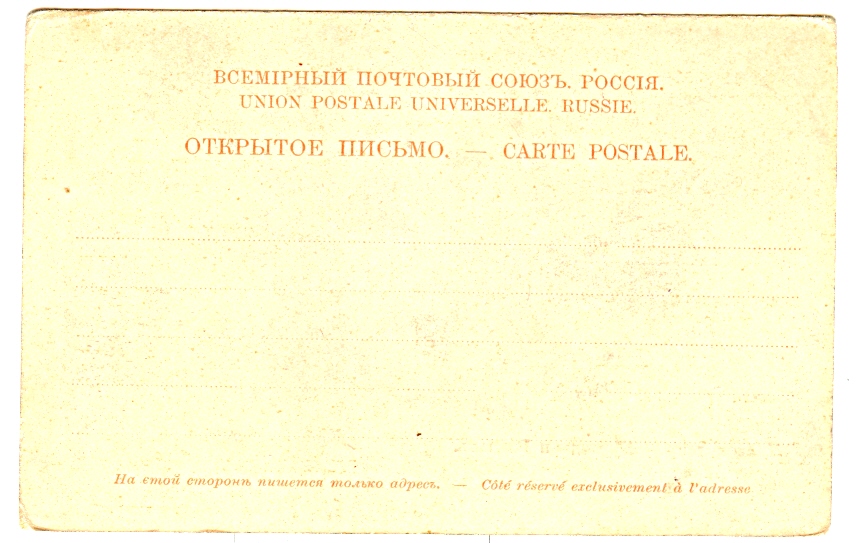 ВСЕМІРНЫЙ ПОЧТОВЫЙ СОЮЗЪ. РОССІЯ.
UNION POSTALE UNIVERSELLE. RUSSIE.
ОТКРЫТОЕ ПИСЬМО. — CARTE POSTALE.
На етой сторонѣ пишется только адресъ. — Côté réservé exclusivement à l'adresse